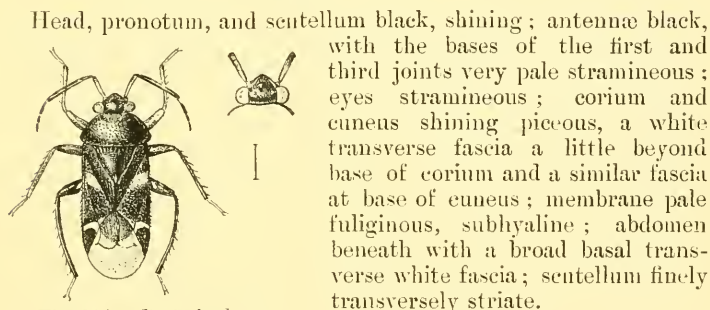 Head, pronotum, and scutellum black, shining; antennæ black,
with the bases of the first and
third joints very pale stramineous;
eyes stramineous; corium and
cuneus shining piceous, a white
transverse fascia a little beyond
base of corium and a similar fascia
at base of cuneus; membrane pale
fuliginous, subhyaline; abdomen
beneath with a broad basal trans-
verse white fascia; scutellum finely
transversely striate.